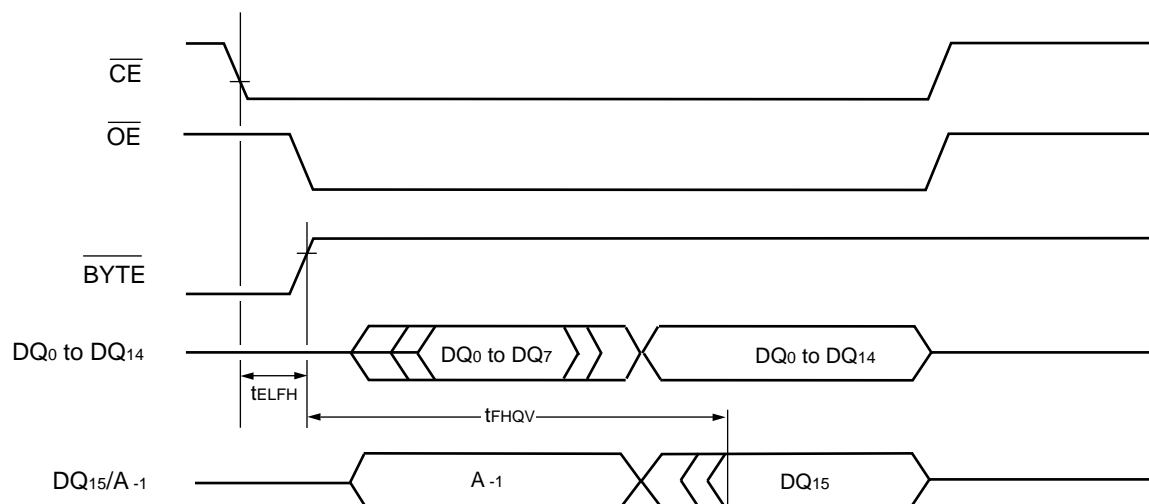 CE
OE
BYTE
DQ0 to DQ14
DQ0 to DQ7
DQ0 to DQ14
tELFH
tFHQV
DQ15/A -1
A -1
DQ15